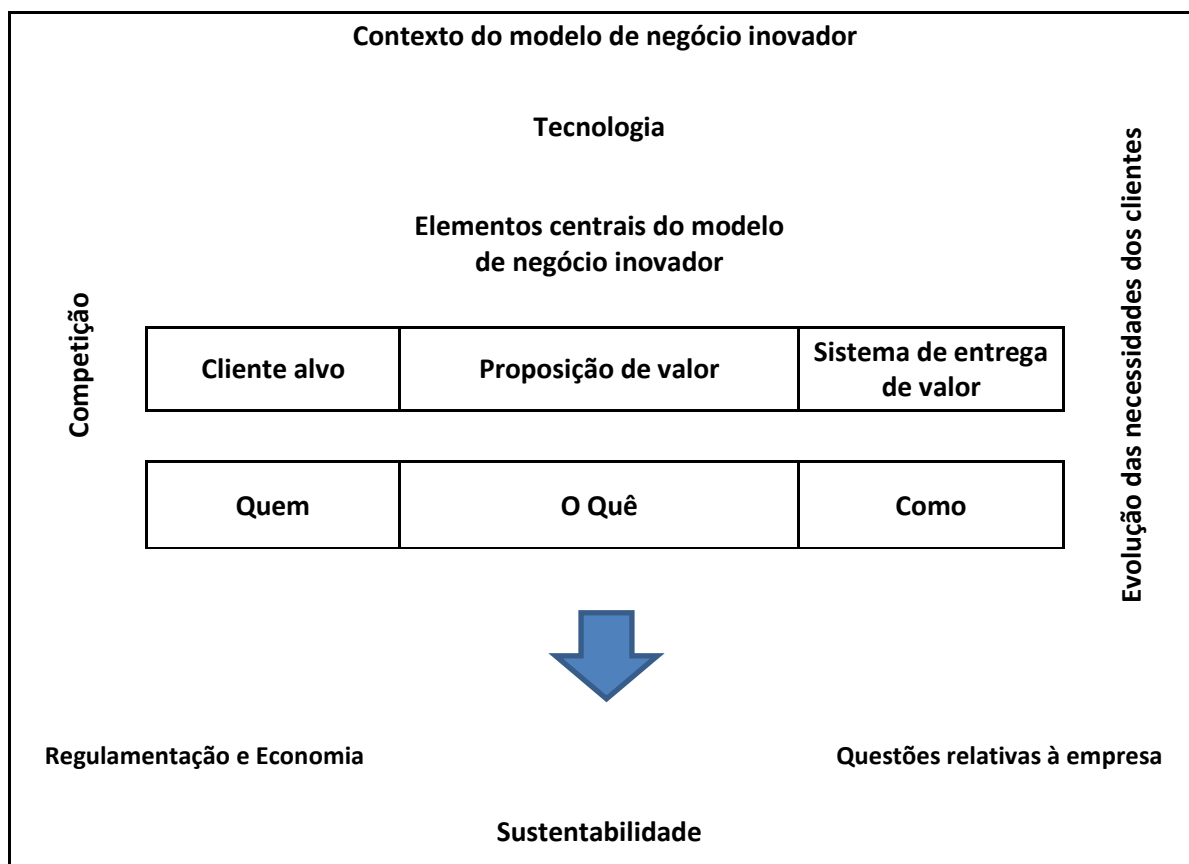 Contexto do modelo de negócio inovador
Tecnologia
Elementos centrais do modelo
de negócio inovador
Competição
Evolução das necessidades dos clientes
Cliente alvo
Proposição de valor
Sistema de entrega
de valor
Quem
O Quê
Como
Regulamentação e Economia
Questões relativas à empresa
Sustentabilidade